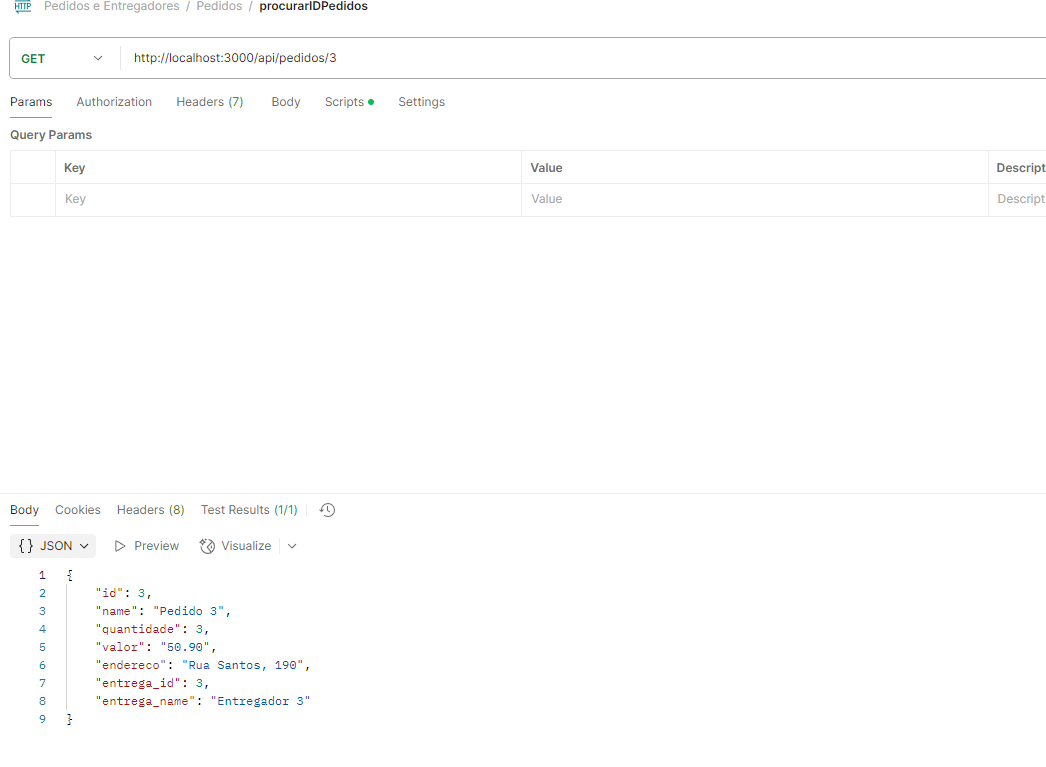 HTTP Pedidos e Entregadores / Pedidos / procurarIDPedidos
GET http://localhost:3000/api/pedidos/3
Params Authorization Headers (7) Body Scripts Settings
Query Params
Key Value Descript
Key Value Descript
Body Cookies Headers (8) Test Results (1/1)
{} JSON Preview Visualize
1 {
2 "id": 3,
3 "name": "Pedido 3",
4 "quantidade": 3,
5 "valor": "50.90",
6 "endereco": "Rua Santos, 190",
7 "entrega_id": 3,
8 "entrega_name": "Entregador 3"
9 }